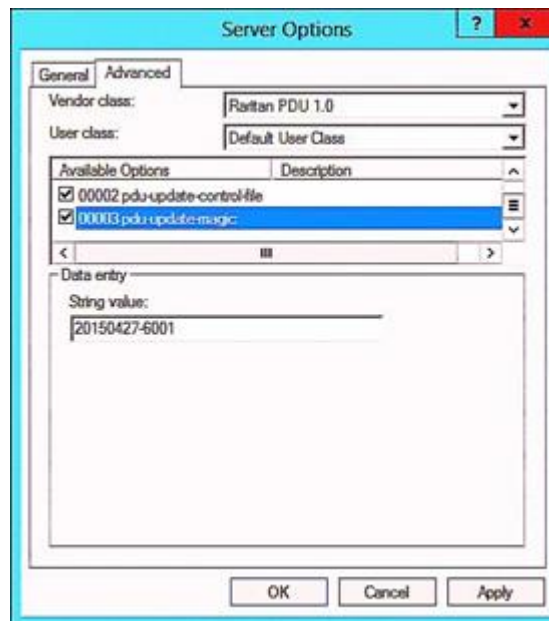 Server Options
? x
General Advanced
Vendor class: Raritan PDU 1.0
User class: Default User Class
Available Options Description
00002 pdu-update-control-file
00003 pdu-update-magic
Data entry
String value:
20150427-6001
OK Cancel Apply